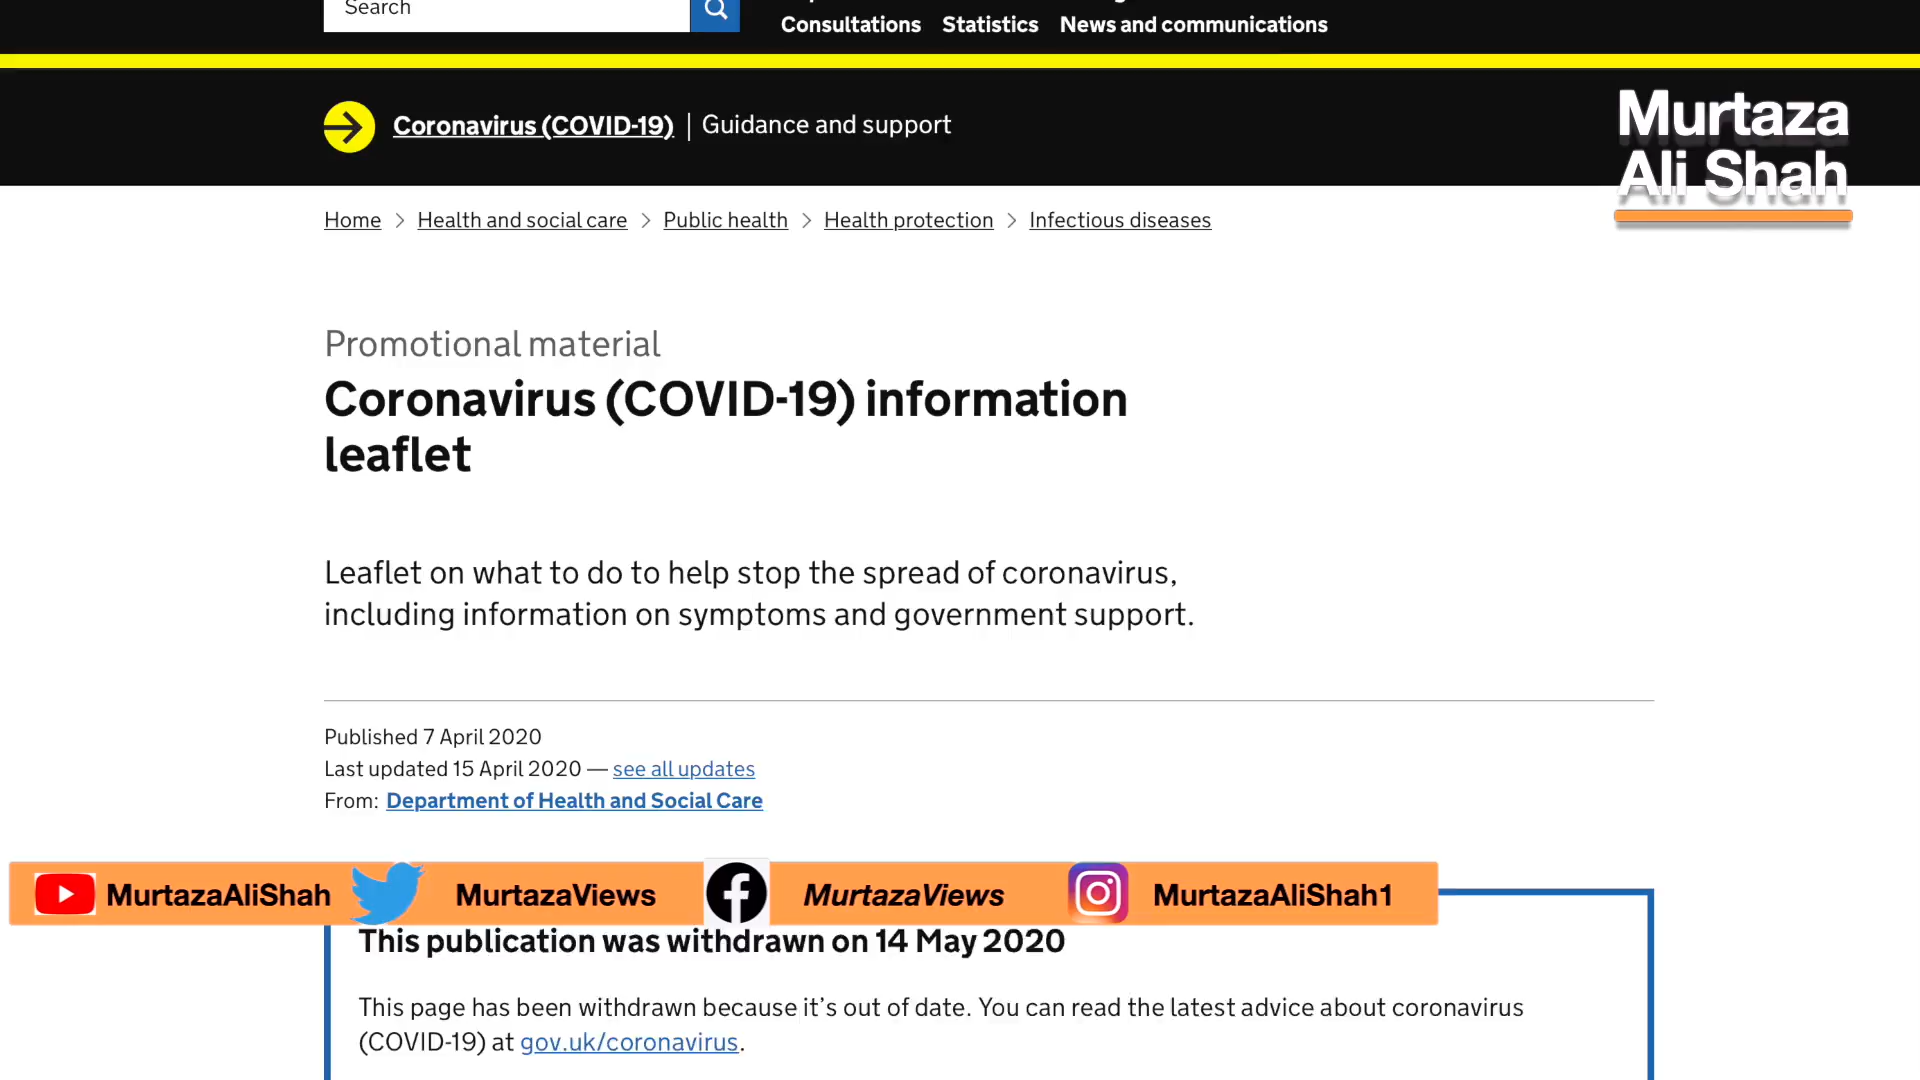 Search
Consultations Statistics News and communications
Coronavirus (COVID-19) | Guidance and support
Murtaza
Ali Shah
Home > Health and social care > Public health > Health protection > Infectious diseases
Promotional material
Coronavirus (COVID-19) information
leaflet
Leaflet on what to do to help stop the spread of coronavirus,
including information on symptoms and government support.
Published 7 April 2020
Last updated 15 April 2020 — see all updates
From: Department of Health and Social Care
MurtazaAliShah MurtazaViews MurtazaViews MurtazaAliShah1
This publication was withdrawn on 14 May 2020
This page has been withdrawn because it’s out of date. You can read the latest advice about coronavirus
(COVID-19) at gov.uk/coronavirus.